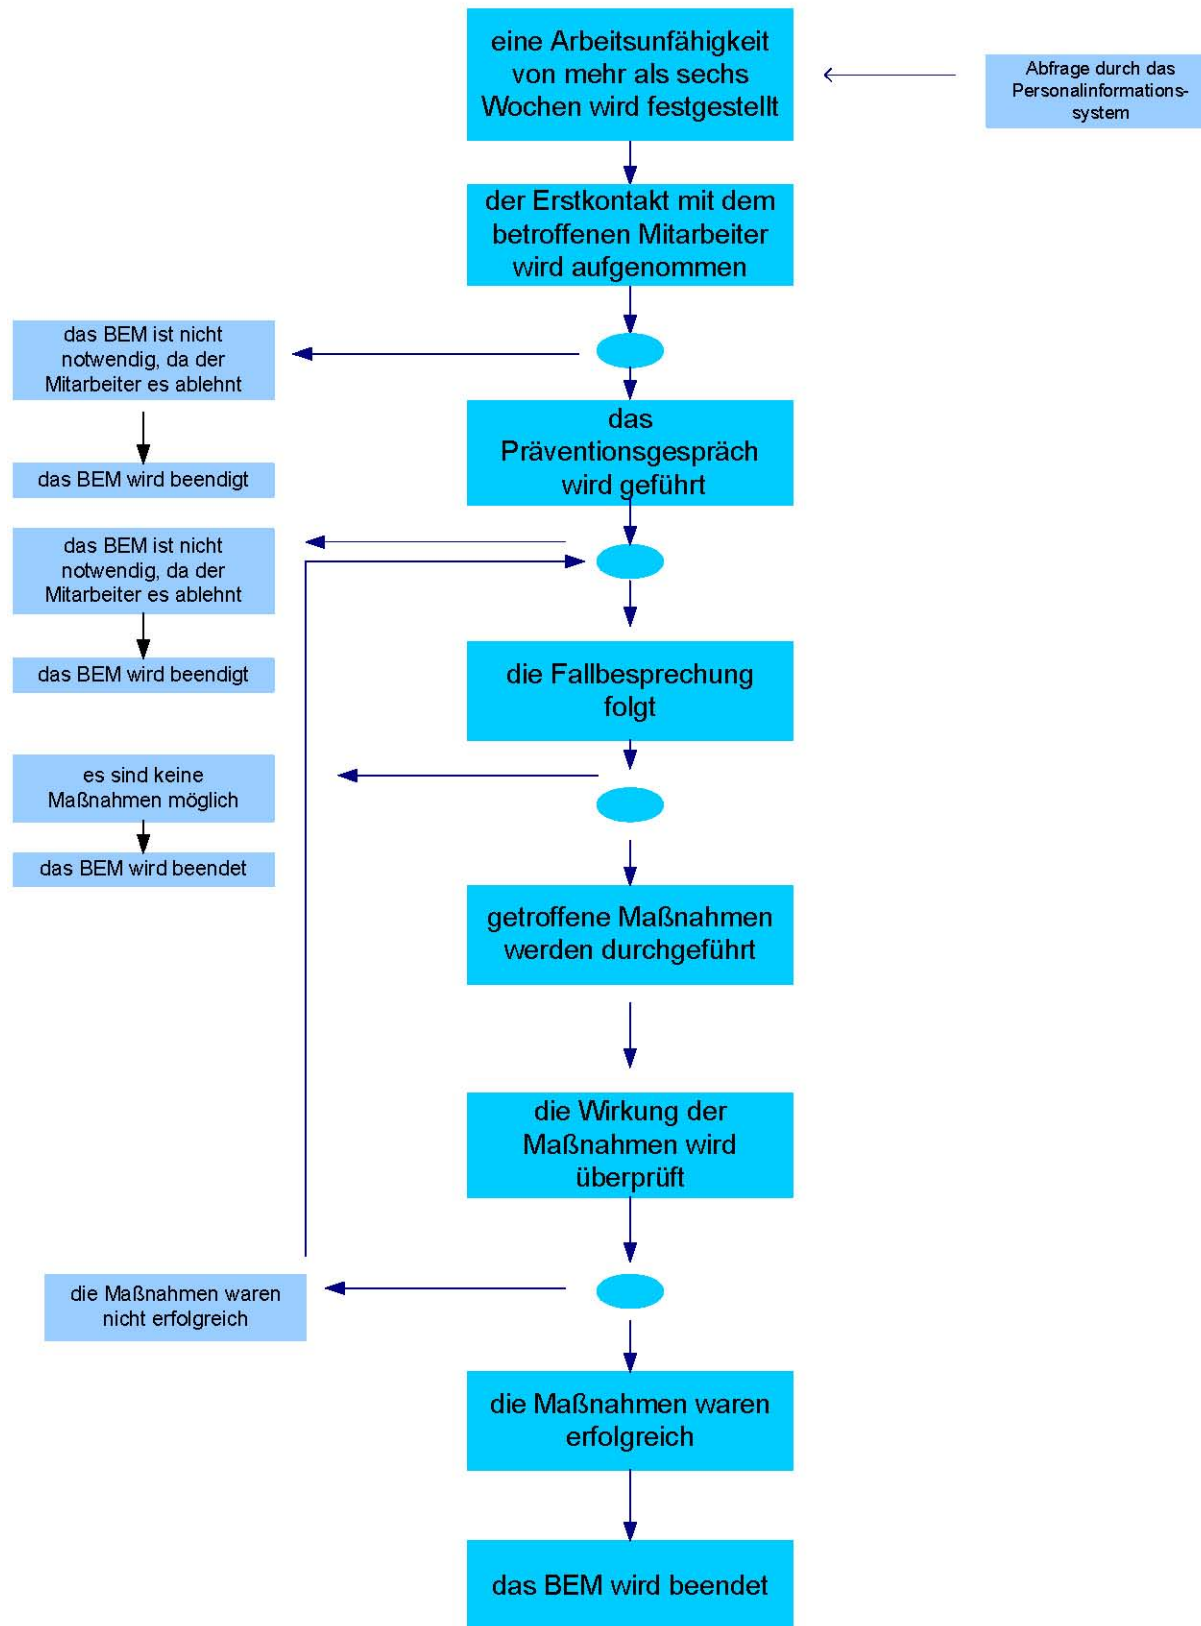 eine Arbeitsunfähigkeit
von mehr als sechs
Wochen wird festgestellt
Abfrage durch das
Personalinformations-
system
der Erstkontakt mit dem
betroffenen Mitarbeiter
wird aufgenommen
das BEM ist nicht
notwendig, da der
Mitarbeiter es ablehnt
das BEM wird beendigt
das
Präventionsgespräch
wird geführt
das BEM ist nicht
notwendig, da der
Mitarbeiter es ablehnt
das BEM wird beendigt
die Fallbesprechung
folgt
es sind keine
Maßnahmen möglich
das BEM wird beendet
getroffene Maßnahmen
werden durchgeführt
die Wirkung der
Maßnahmen wird
überprüft
die Maßnahmen waren
nicht erfolgreich
die Maßnahmen waren
erfolgreich
das BEM wird beendet